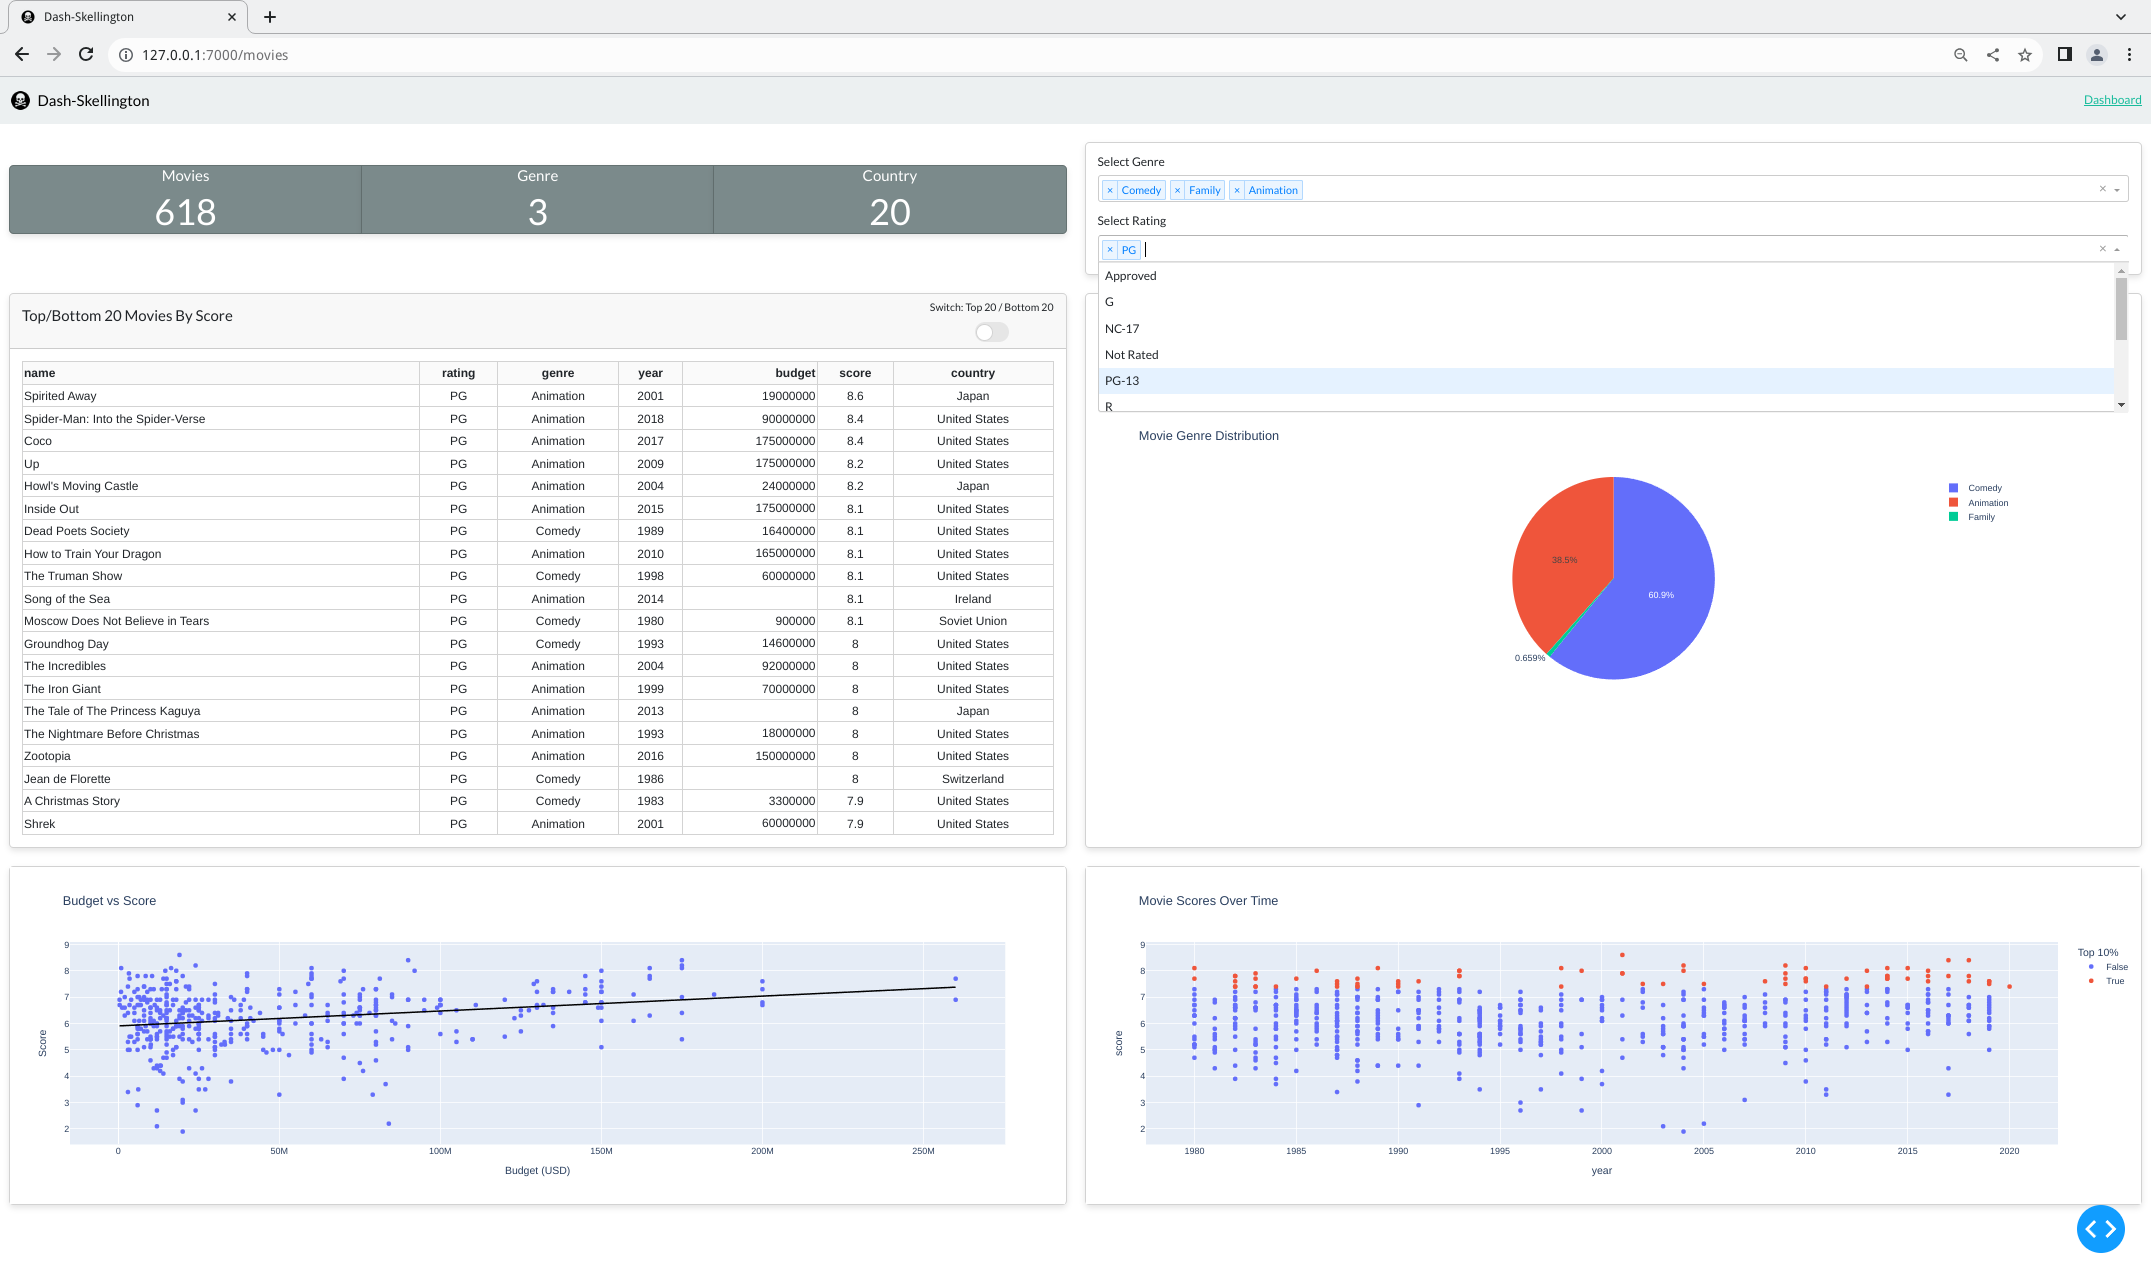 Dash-Skellington
127.0.0.1:7000/movies
Dash-Skellington
Dashboard
Movies
618
Genre
3
Country
20
Select Genre
× Comedy × Family × Animation
Select Rating
× PG
Approved
G
NC-17
Not Rated
PG-13
R
Top/Bottom 20 Movies By Score
Switch: Top 20 / Bottom 20
name rating genre year budget score country
Spirited Away PG Animation 2001 19000000 8.6 Japan
Spider-Man: Into the Spider-Verse PG Animation 2018 90000000 8.4 United States
Coco PG Animation 2017 175000000 8.4 United States
Up PG Animation 2009 175000000 8.2 United States
Howl's Moving Castle PG Animation 2004 24000000 8.2 Japan
Inside Out PG Animation 2015 175000000 8.1 United States
Dead Poets Society PG Comedy 1989 16400000 8.1 United States
How to Train Your Dragon PG Animation 2010 165000000 8.1 United States
The Truman Show PG Comedy 1998 60000000 8.1 United States
Song of the Sea PG Animation 2014 8.1 Ireland
Moscow Does Not Believe in Tears PG Comedy 1980 900000 8.1 Soviet Union
Groundhog Day PG Comedy 1993 14600000 8 United States
The Incredibles PG Animation 2004 92000000 8 United States
The Iron Giant PG Animation 1999 70000000 8 United States
The Tale of The Princess Kaguya PG Animation 2013 8 Japan
The Nightmare Before Christmas PG Animation 1993 18000000 8 United States
Zootopia PG Animation 2016 150000000 8 United States
Jean de Florette PG Comedy 1986 8 Switzerland
A Christmas Story PG Comedy 1983 3300000 7.9 United States
Shrek PG Animation 2001 60000000 7.9 United States
Movie Genre Distribution
Comedy
Animation
Family
38.5%
60.9%
0.659%
Budget vs Score
9
8
7
6
5
4
3
2
Score
0 50M 100M 150M 200M 250M
Budget (USD)
Movie Scores Over Time
9
8
7
6
5
4
3
2
score
1980 1985 1990 1995 2000 2005 2010 2015 2020
year
Top 10%
False
True